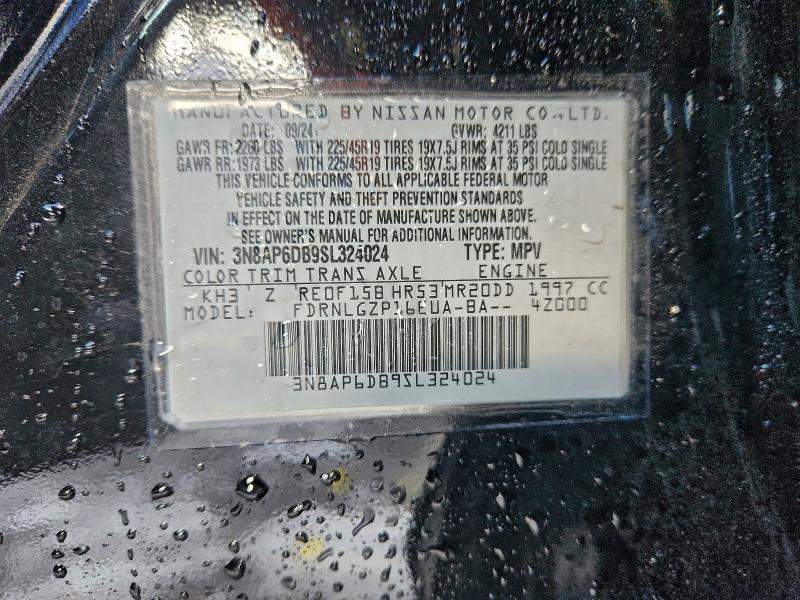 MANUFACTURED BY NISSAN MOTOR CO.,LTD.
DATE: 09/24 GVWR: 4211 LBS
GAWR FR: 2260 LBS WITH 225/45R19 TIRES 19X7.5J RIMS AT 35 PSI COLD SINGLE
GAWR RR: 1973 LBS WITH 225/45R19 TIRES 19X7.5J RIMS AT 35 PSI COLD SINGLE
THIS VEHICLE CONFORMS TO ALL APPLICABLE FEDERAL MOTOR
VEHICLE SAFETY AND THEFT PREVENTION STANDARDS
IN EFFECT ON THE DATE OF MANUFACTURE SHOWN ABOVE.
SEE OWNER'S MANUAL FOR ADDITIONAL INFORMATION.
VIN: 3N8AP6DB9SL324024 TYPE: MPV
COLOR TRIM TRANS AXLE ENGINE
KH3 Z RE0F15B HR53 MR20DD 1997 CC
MODEL: FDRNLGZP16EUA-BA-- 4Z000
3N8AP6DB9SL324024